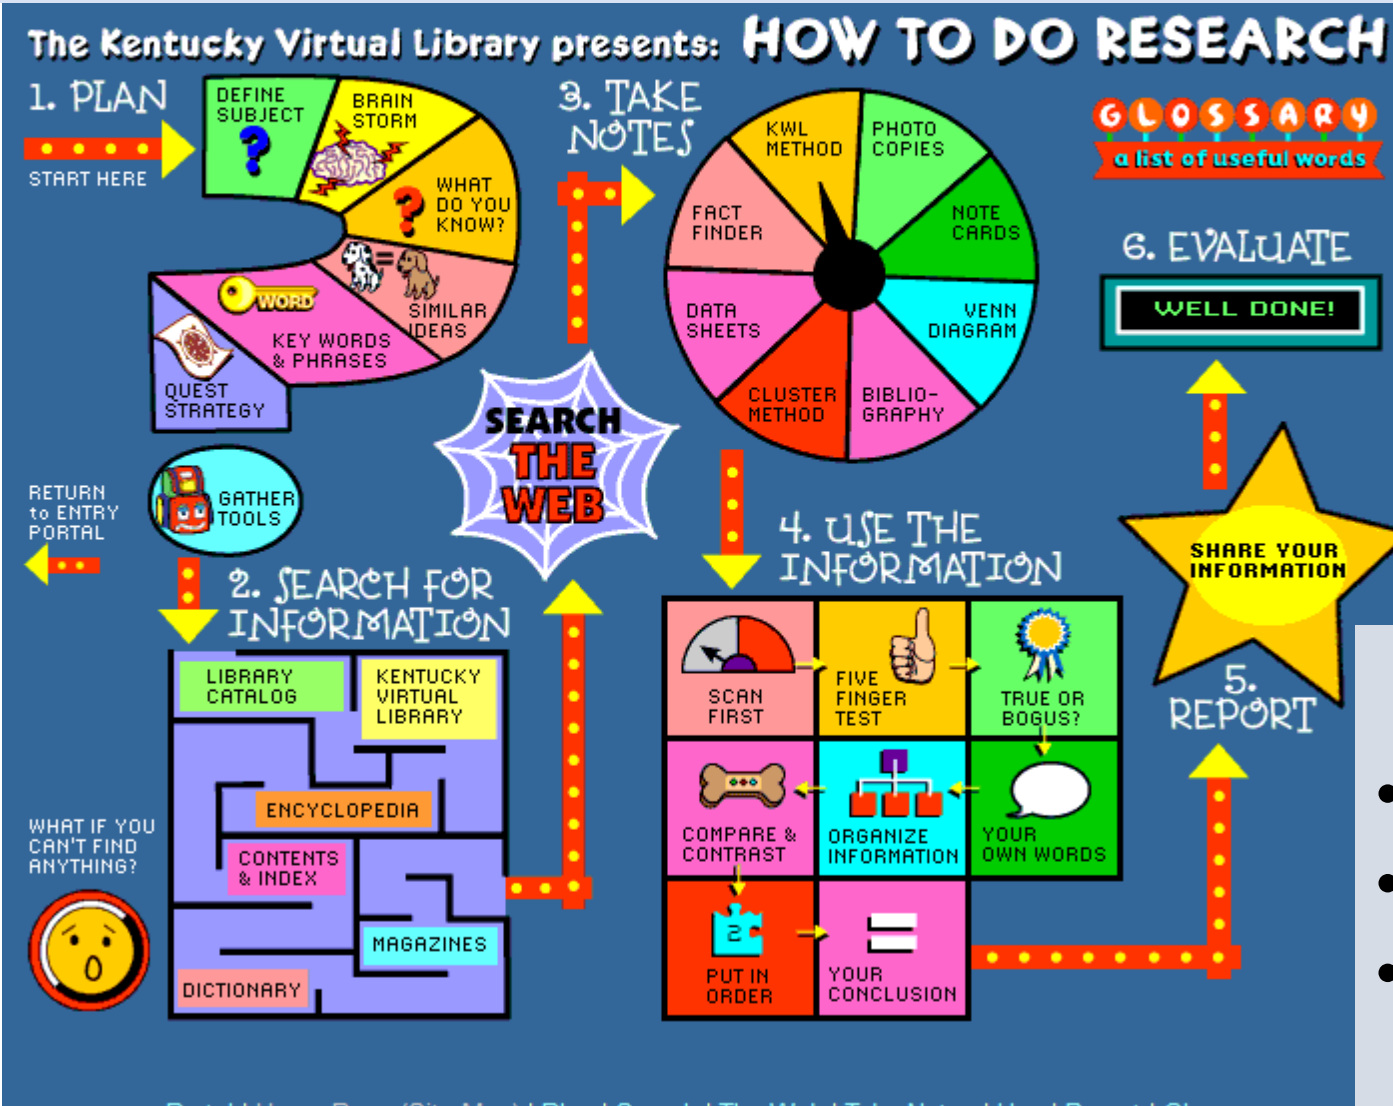 The Kentucky Virtual Library presents: HOW TO DO RESEARCH
1. PLAN
START HERE
DEFINE
SUBJECT
BRAIN
STORM
WHAT
DO YOU
KNOW?
SIMILAR
IDEAS
WORD
KEY WORDS
& PHRASES
QUEST
STRATEGY
GATHER
TOOLS
RETURN
to ENTRY
PORTAL
2. SEARCH FOR
INFORMATION
LIBRARY
CATALOG
KENTUCKY
VIRTUAL
LIBRARY
ENCYCLOPEDIA
CONTENTS
& INDEX
MAGAZINES
DICTIONARY
WHAT IF YOU
CAN'T FIND
ANYTHING?
SEARCH
THE
WEB
3. TAKE
NOTES
KWL
METHOD
PHOTO
COPIES
NOTE
CARDS
VENN
DIAGRAM
BIBLIO-
GRAPHY
CLUSTER
METHOD
DATA
SHEETS
FACT
FINDER
4. USE THE
INFORMATION
SCAN
FIRST
FIVE
FINGER
TEST
TRUE OR
BOGUS?
YOUR
OWN WORDS
ORGANIZE
INFORMATION
COMPARE &
CONTRAST
2
PUT IN
ORDER
YOUR
CONCLUSION
5.
REPORT
SHARE YOUR
INFORMATION
6. EVALUATE
WELL DONE!
GLOSSARY
a list of useful words